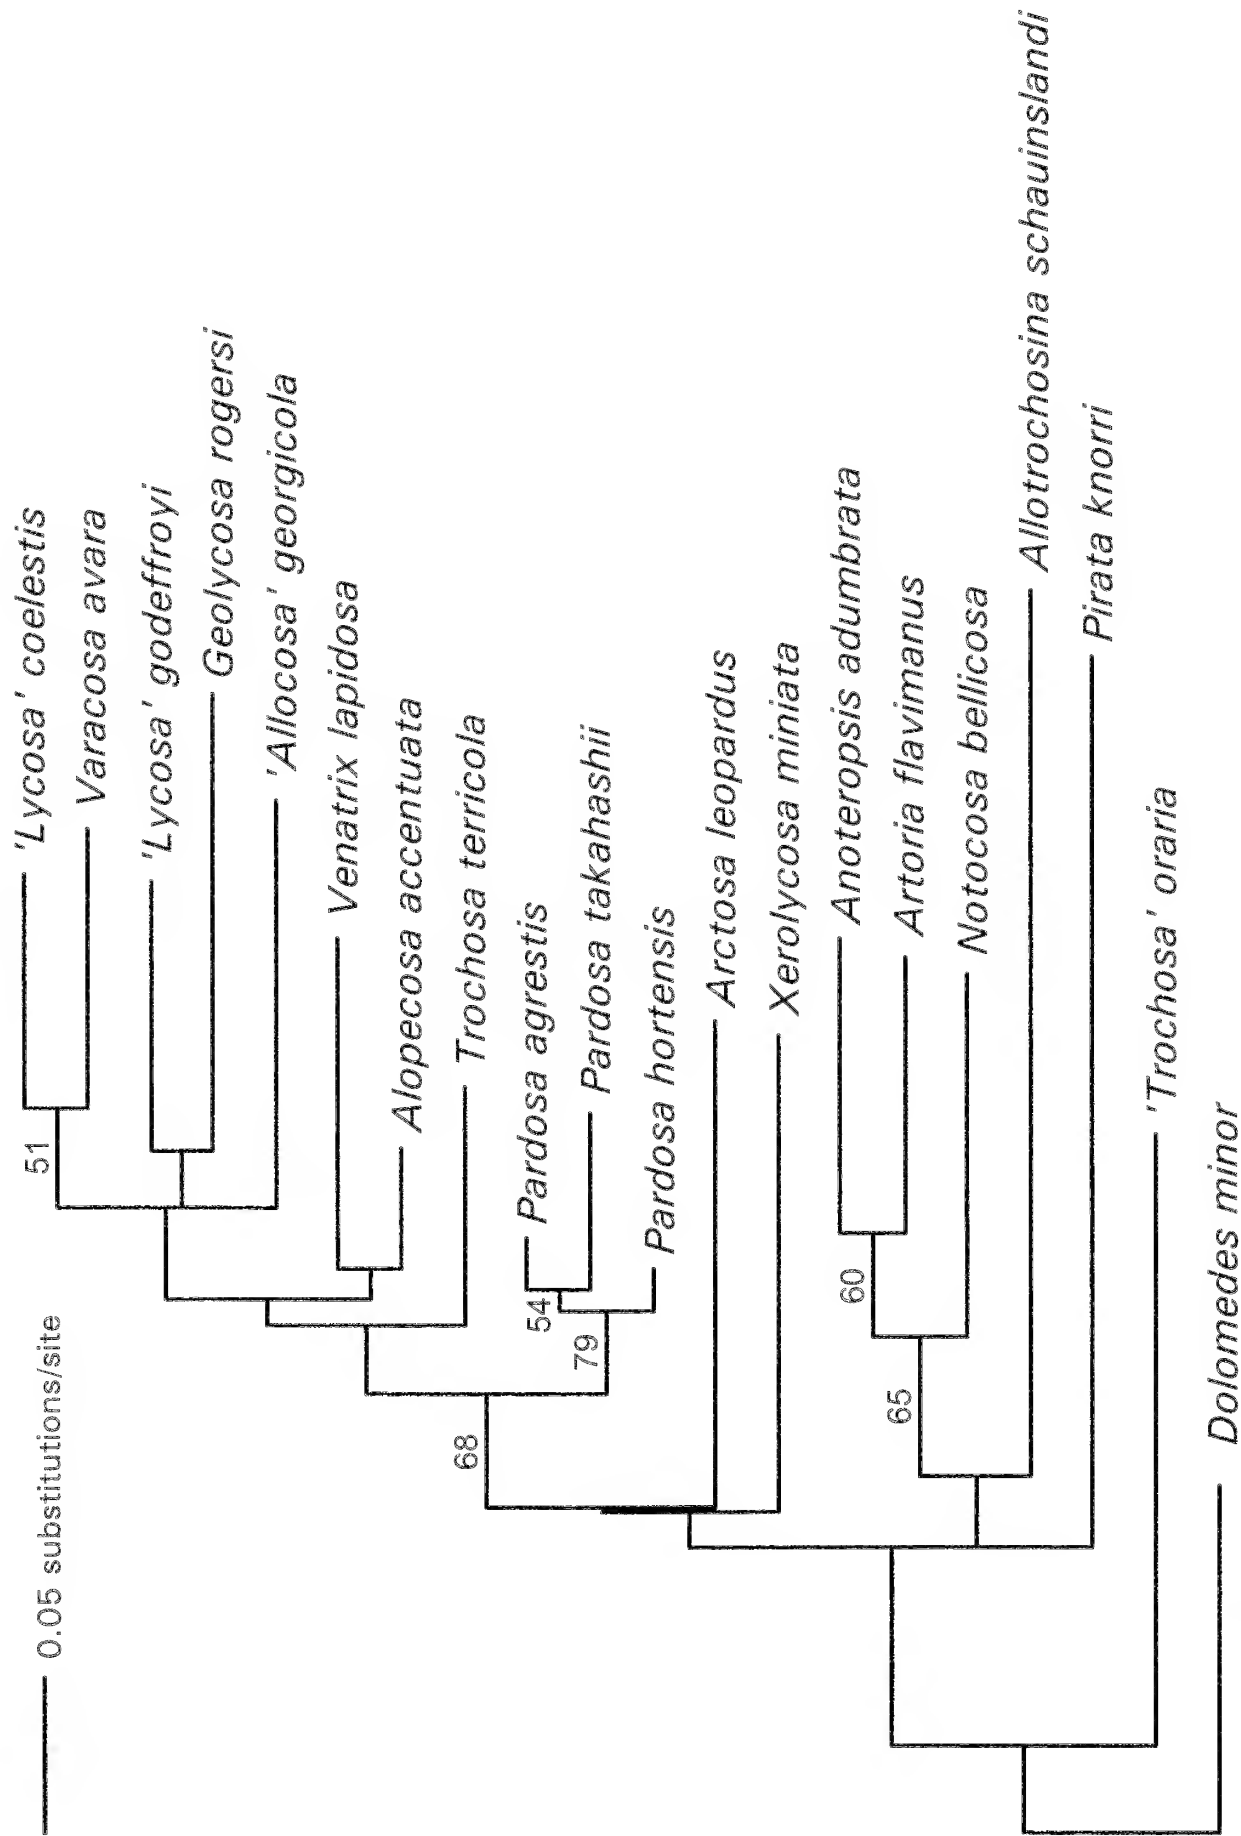 'Lycosa' coelestis
Varacosa avara
'Lycosa' godeffroyi
Geolycosa rogersi
'Allocosa' georgicola
Venatrix lapidosa
Alopecosa accentuata
Trochosa terricola
Pardosa agrestis
Pardosa takahashii
Pardosa hortensis
Arctosa leopardus
Xerolycosa miniata
Anoteropsis adumbrata
Artoria flavimanus
Notocosa bellicosa
Allotrochosina schauinslandi
Pirata knorri
'Trochosa' oraria
Dolomedes minor
51
54
79
68
60
65
0.05 substitutions/site